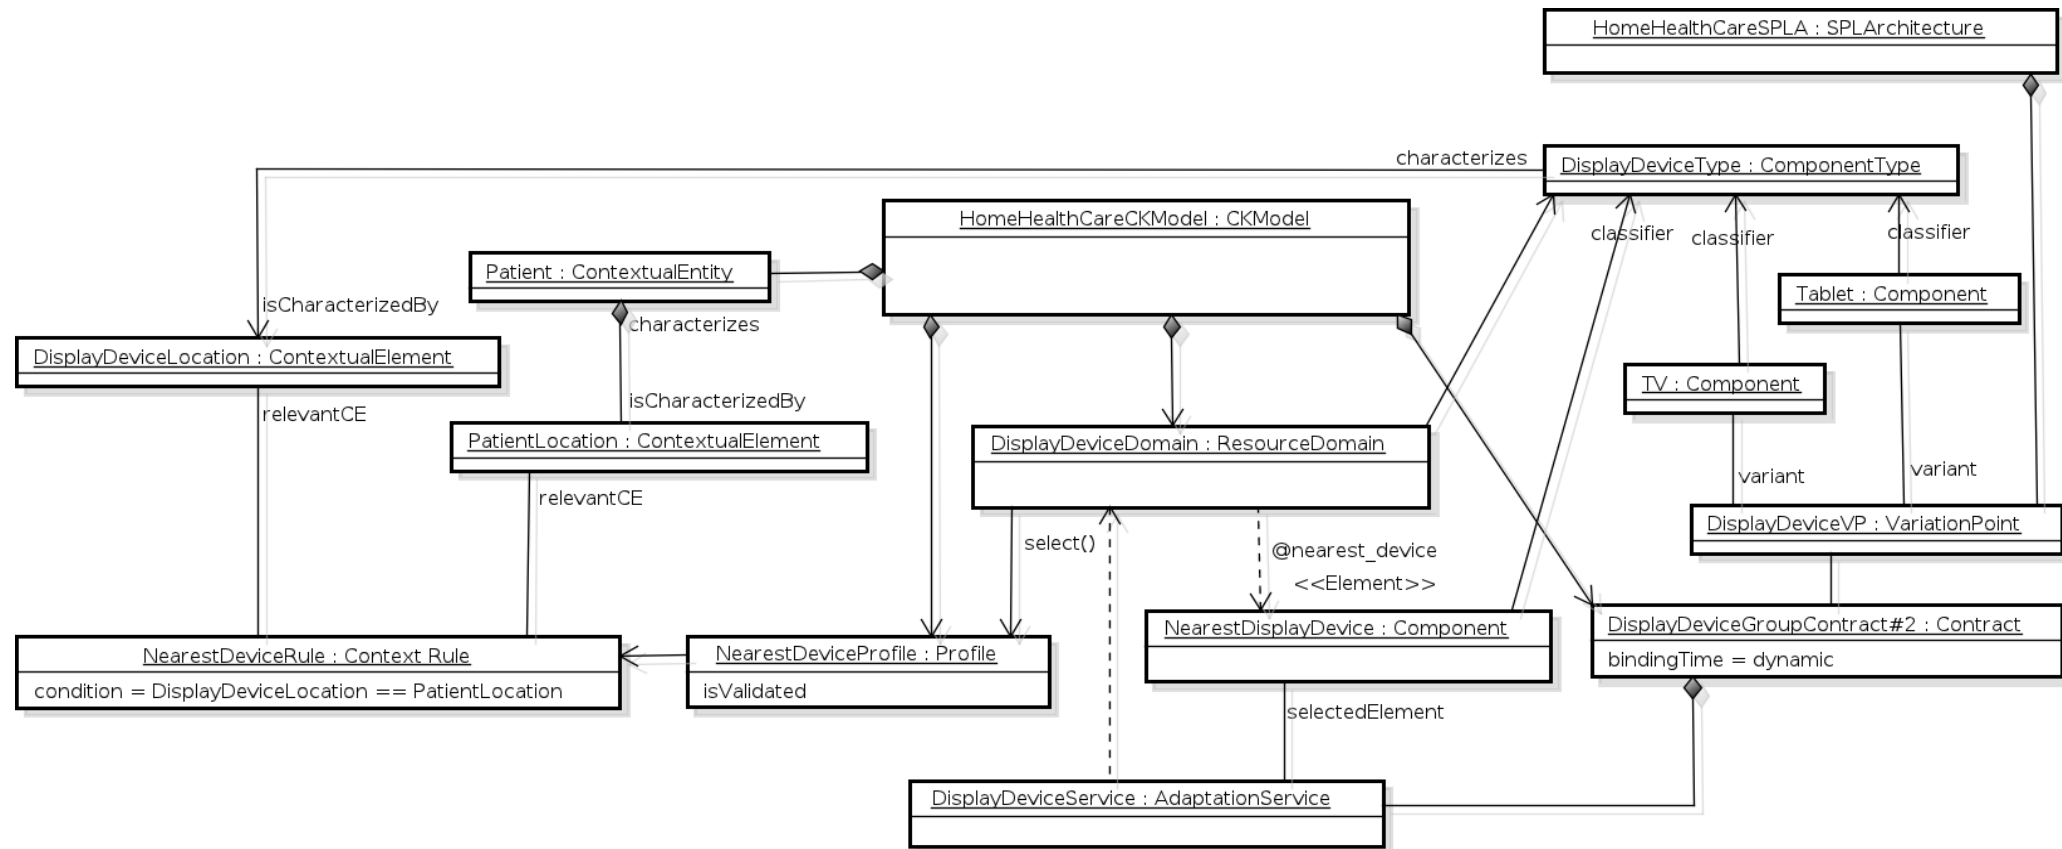 HomeHealthCareSPLA : SPLArchitecture
characterizes
DisplayDeviceType : ComponentType
HomeHealthCareCKModel : CKModel
classifier
classifier
classifier
Patient : ContextualEntity
Tablet : Component
isCharacterizedBy
characterizes
DisplayDeviceLocation : ContextualElement
TV : Component
isCharacterizedBy
relevantCE
PatientLocation : ContextualElement
DisplayDeviceDomain : ResourceDomain
variant
variant
relevantCE
DisplayDeviceVP : VariationPoint
select()
@nearest_device
<<Element>>
DisplayDeviceGroupContract#2 : Contract
bindingTime = dynamic
NearestDisplayDevice : Component
NearestDeviceRule : Context Rule
condition = DisplayDeviceLocation == PatientLocation
NearestDeviceProfile : Profile
isValidated
selectedElement
DisplayDeviceService : AdaptationService